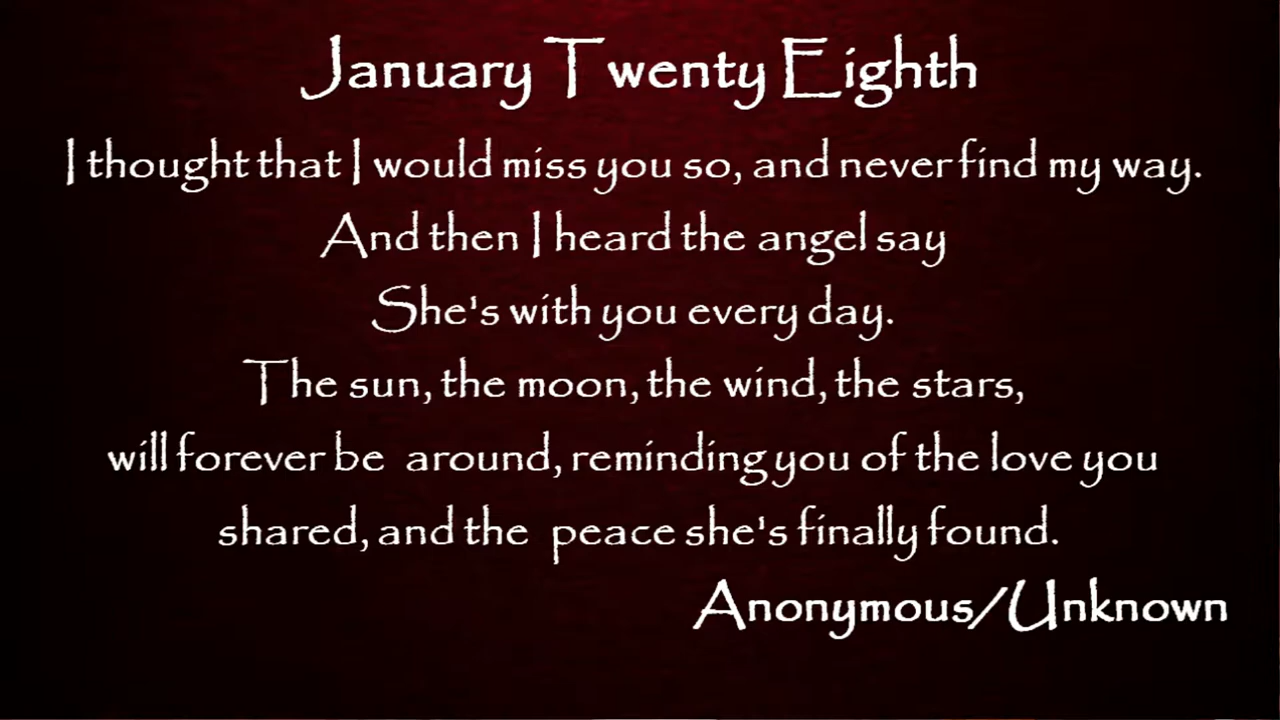 January Twenty Eighth
I thought that I would miss you so, and never find my way.
And then I heard the angel say
She's with you every day.
The sun, the moon, the wind, the stars,
will forever be around, reminding you of the love you
shared, and the peace she's finally found.
Anonymous/Unknown